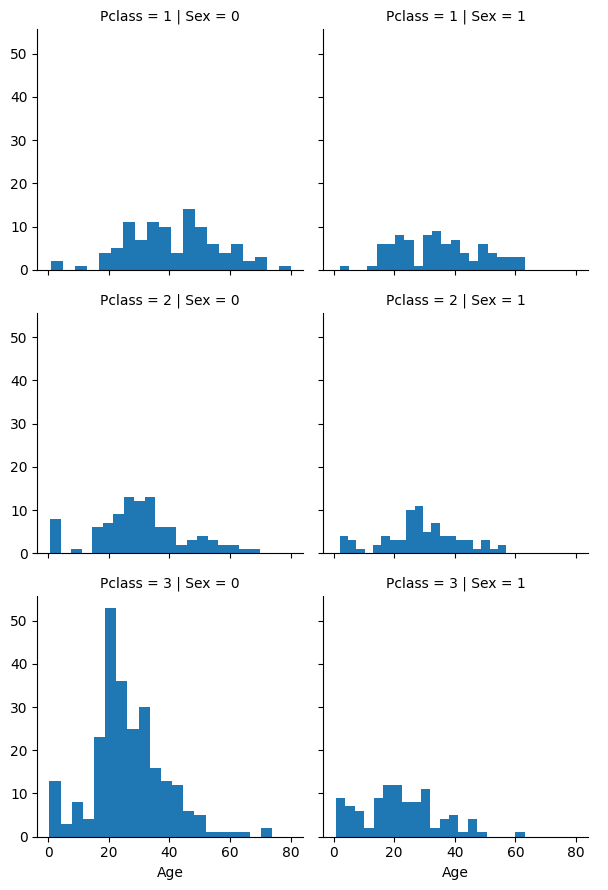 Pclass = 1 | Sex = 0
Pclass = 1 | Sex = 1
50
40
30
20
10
0
Pclass = 2 | Sex = 0
Pclass = 2 | Sex = 1
50
40
30
20
10
0
Pclass = 3 | Sex = 0
Pclass = 3 | Sex = 1
50
40
30
20
10
0
0 20 40 60 80
0 20 40 60 80
Age
Age